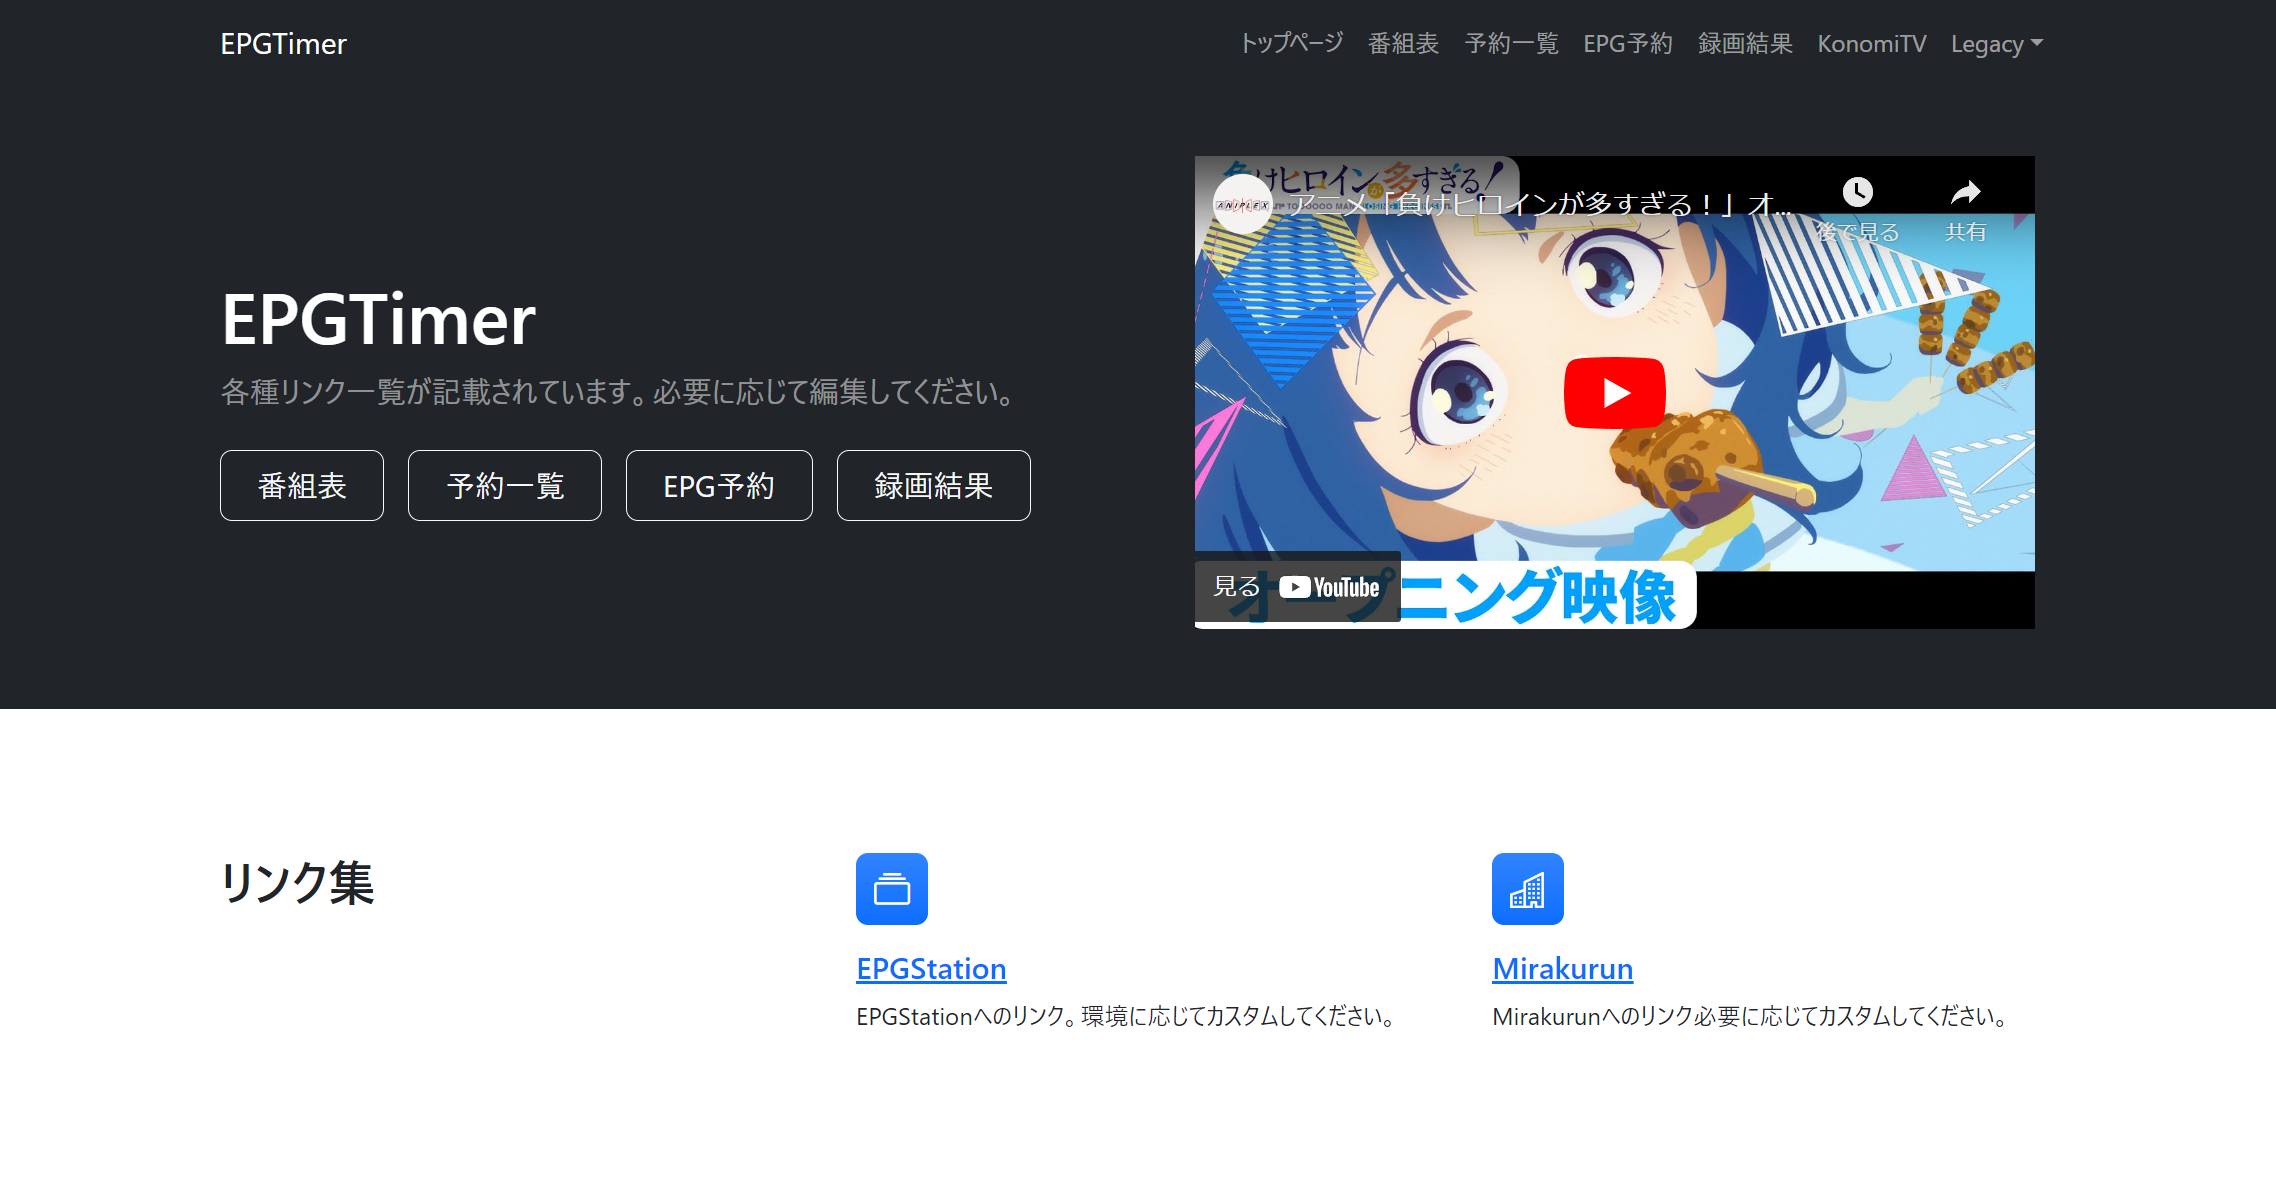 EPGTimer
トップページ 番組表 予約一覧 EPG予約 録画結果 KonomiTV Legacy
EPGTimer
各種リンク一覧が記載されています。必要に応じて編集してください。
番組表 予約一覧 EPG予約 録画結果
負けヒロインが多すぎる!
ANIPLEX
アニメ「負けヒロインが多すぎる！」オ...
後で見る 共有
見る YouTube
オープニング映像
リンク集
EPGStation
EPGStationへのリンク。環境に応じてカスタムしてください。
Mirakurun
Mirakurunへのリンク必要に応じてカスタムしてください。